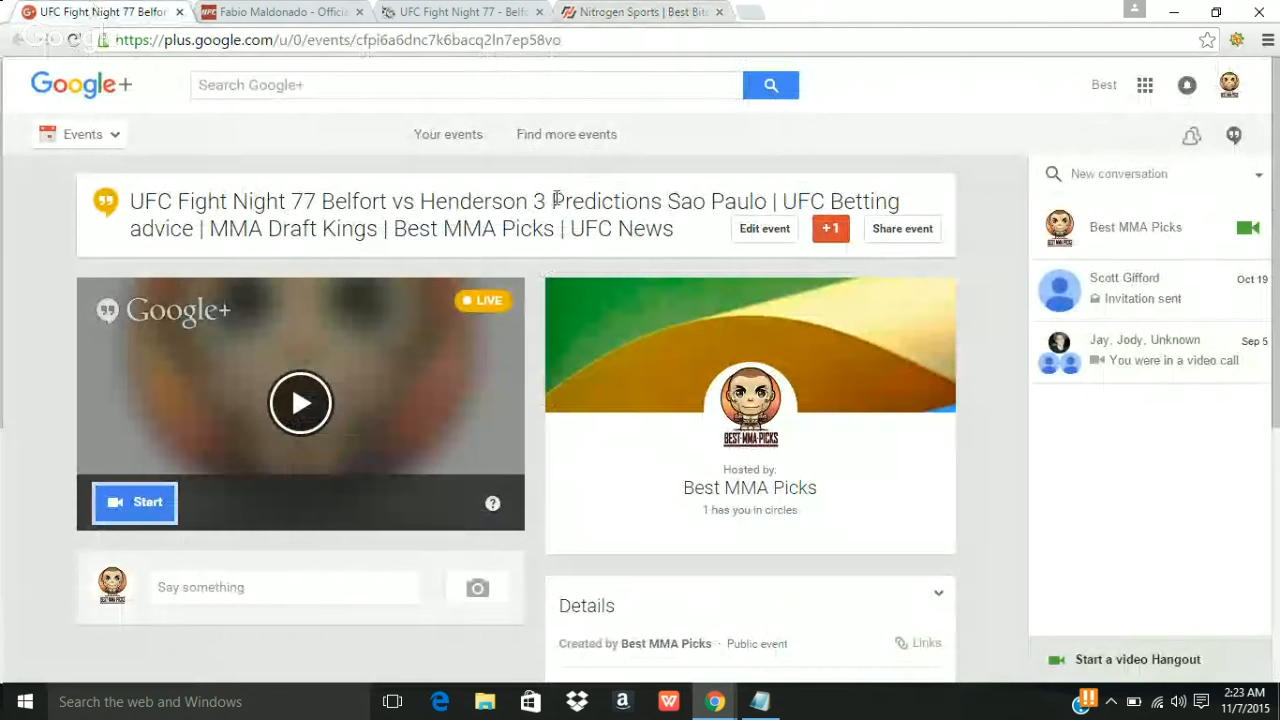 UFC Fight Night 77 Belfor
Fabio Maldonado - Officia
UFC Fight Night 77 - Belfo
Nitrogen Sports | Best Bit
https://plus.google.com/u/0/events/cfpi6a6dnc7k6bacq2ln7ep58vo
Google+
Search Google+
Best
Events
Your events
Find more events
UFC Fight Night 77 Belfort vs Henderson 3 Predictions Sao Paulo | UFC Betting
advice | MMA Draft Kings | Best MMA Picks | UFC News
Edit event
+1
Share event
New conversation
Best MMA Picks
Scott Gifford
Oct 19
Invitation sent
Jay, Jody, Unknown
Sep 5
You were in a video call
Google+
LIVE
Start
?
BEST-MMA-PICKS
Hosted by:
Best MMA Picks
1 has you in circles
Say something
Details
Created by Best MMA Picks · Public event
Links
Start a video Hangout
Search the web and Windows
2:23 AM
11/7/2015